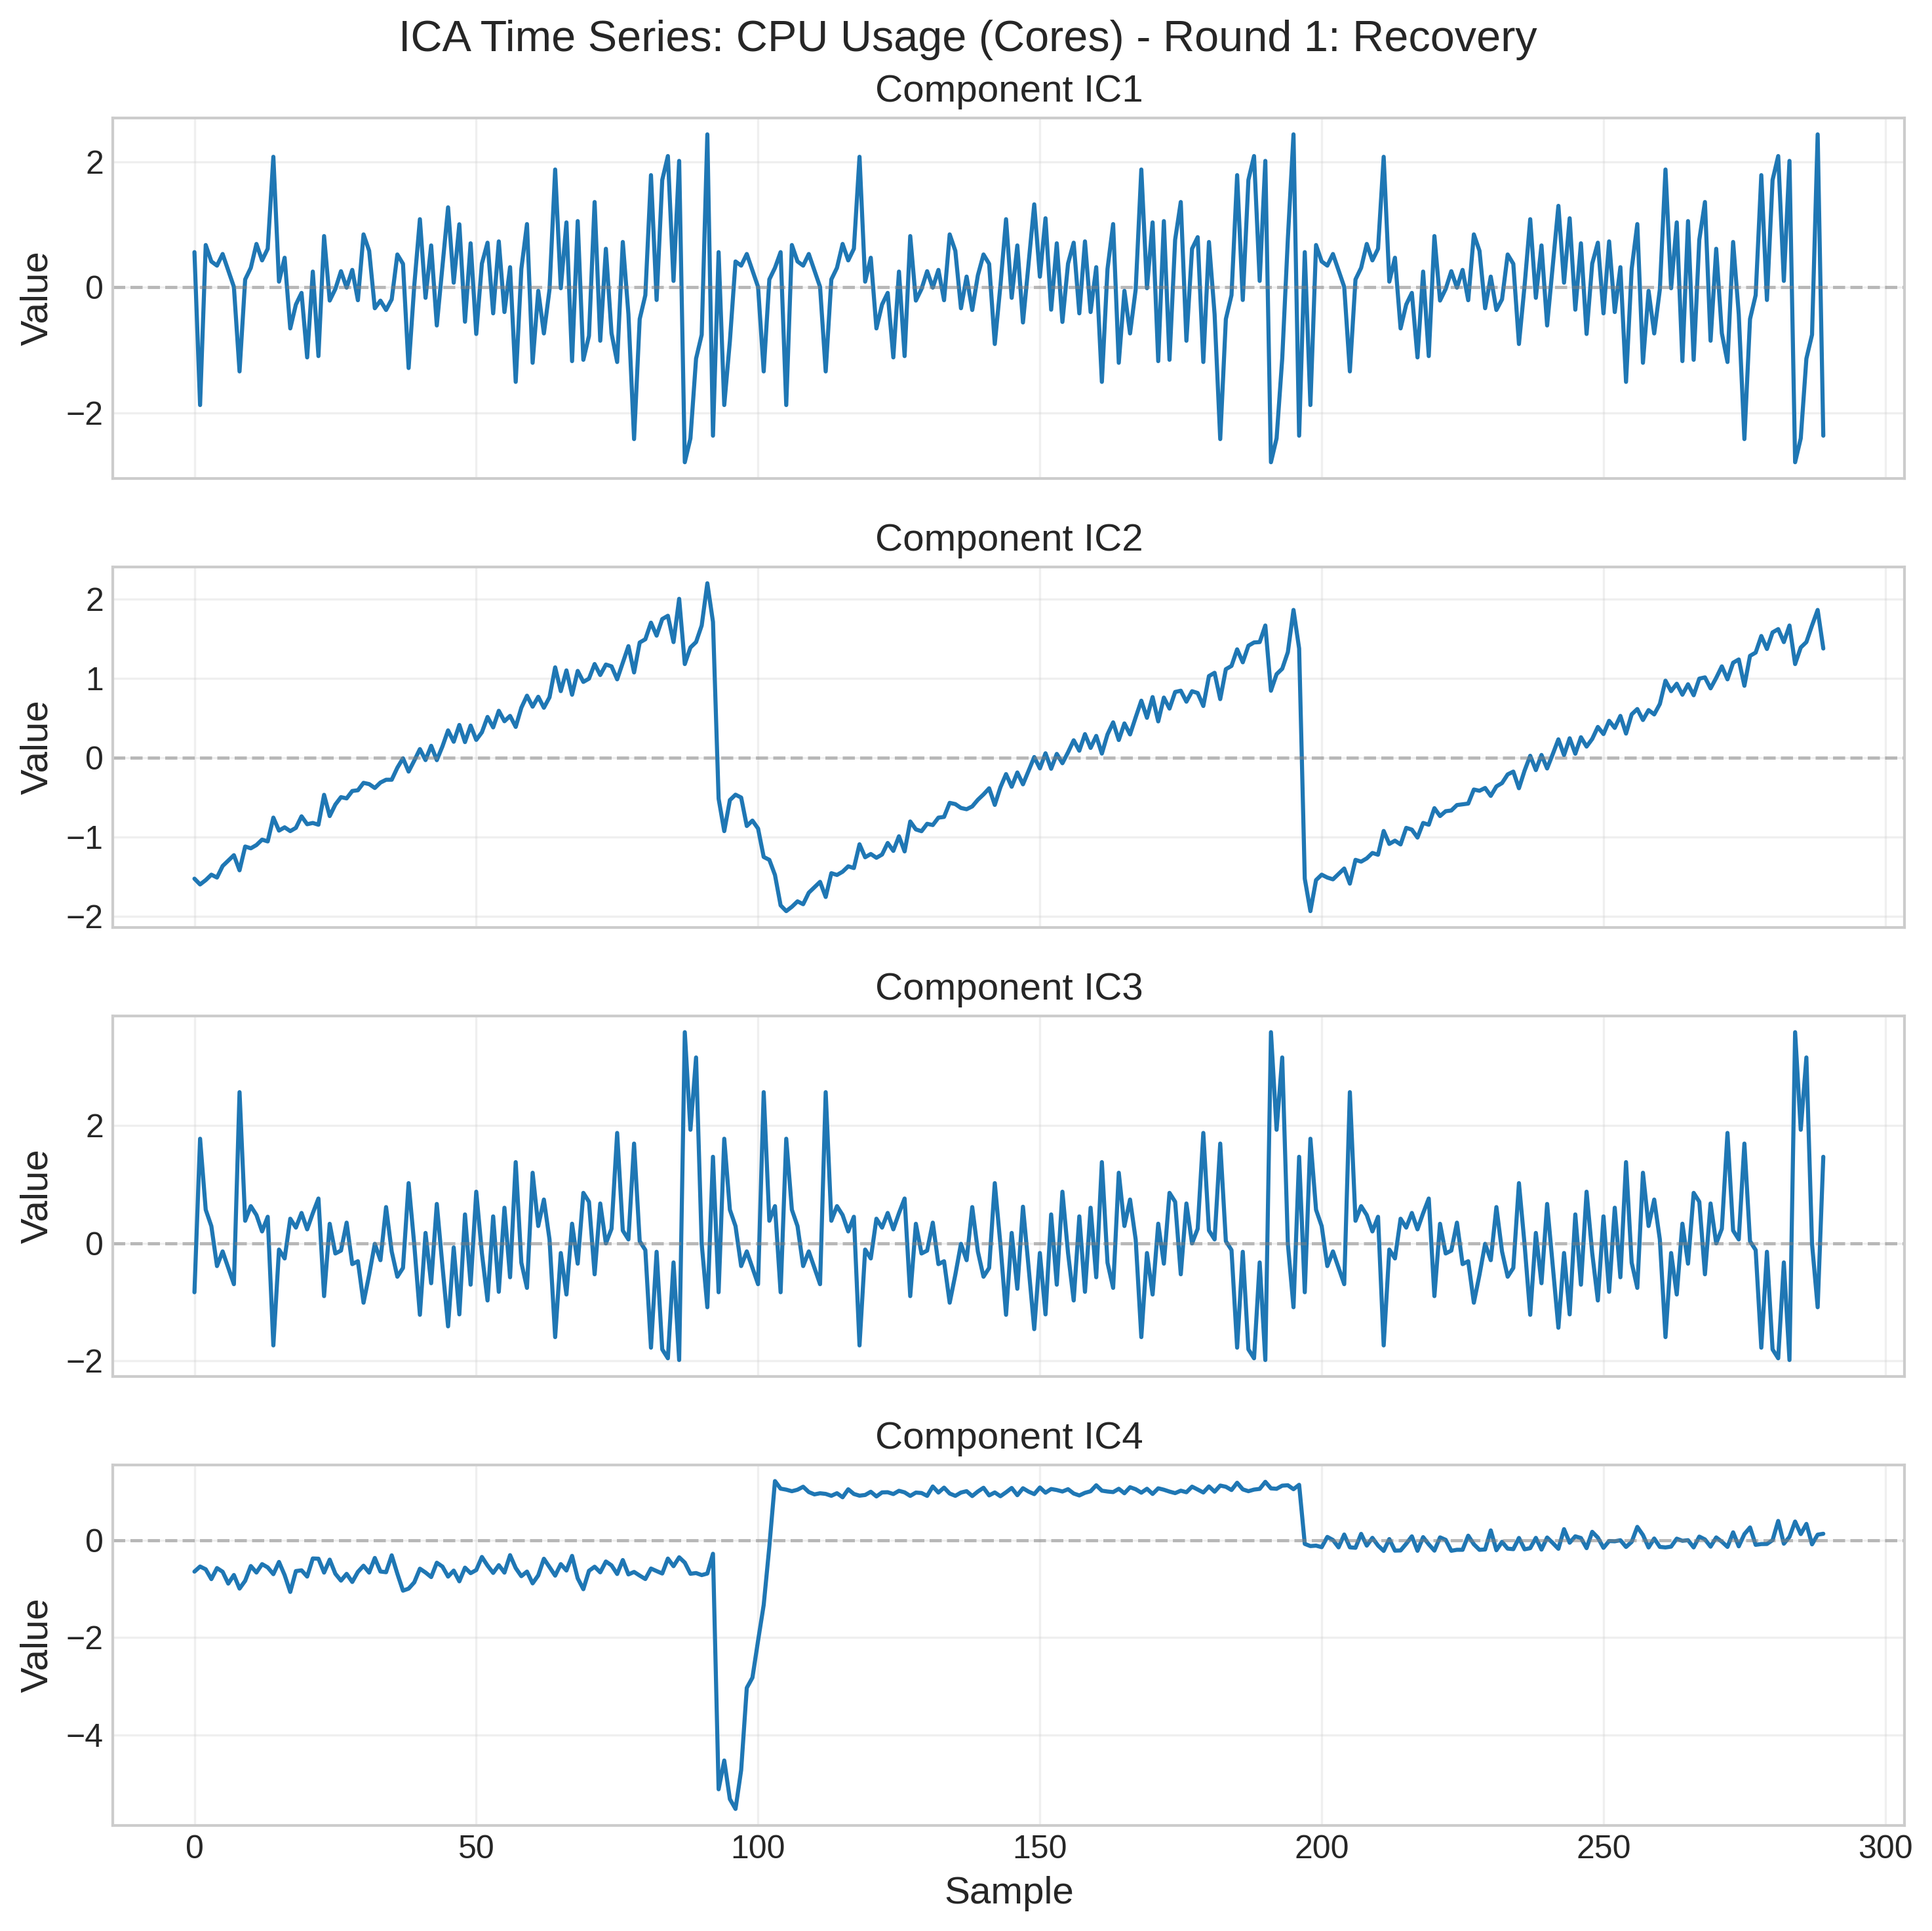 ICA Time Series: CPU Usage (Cores) - Round 1: Recovery
Component IC1
Value
2
0
−2
Component IC2
Value
2
1
0
−1
−2
Component IC3
Value
2
0
−2
Component IC4
Value
0
−2
−4
0 50 100 150 200 250 300
Sample